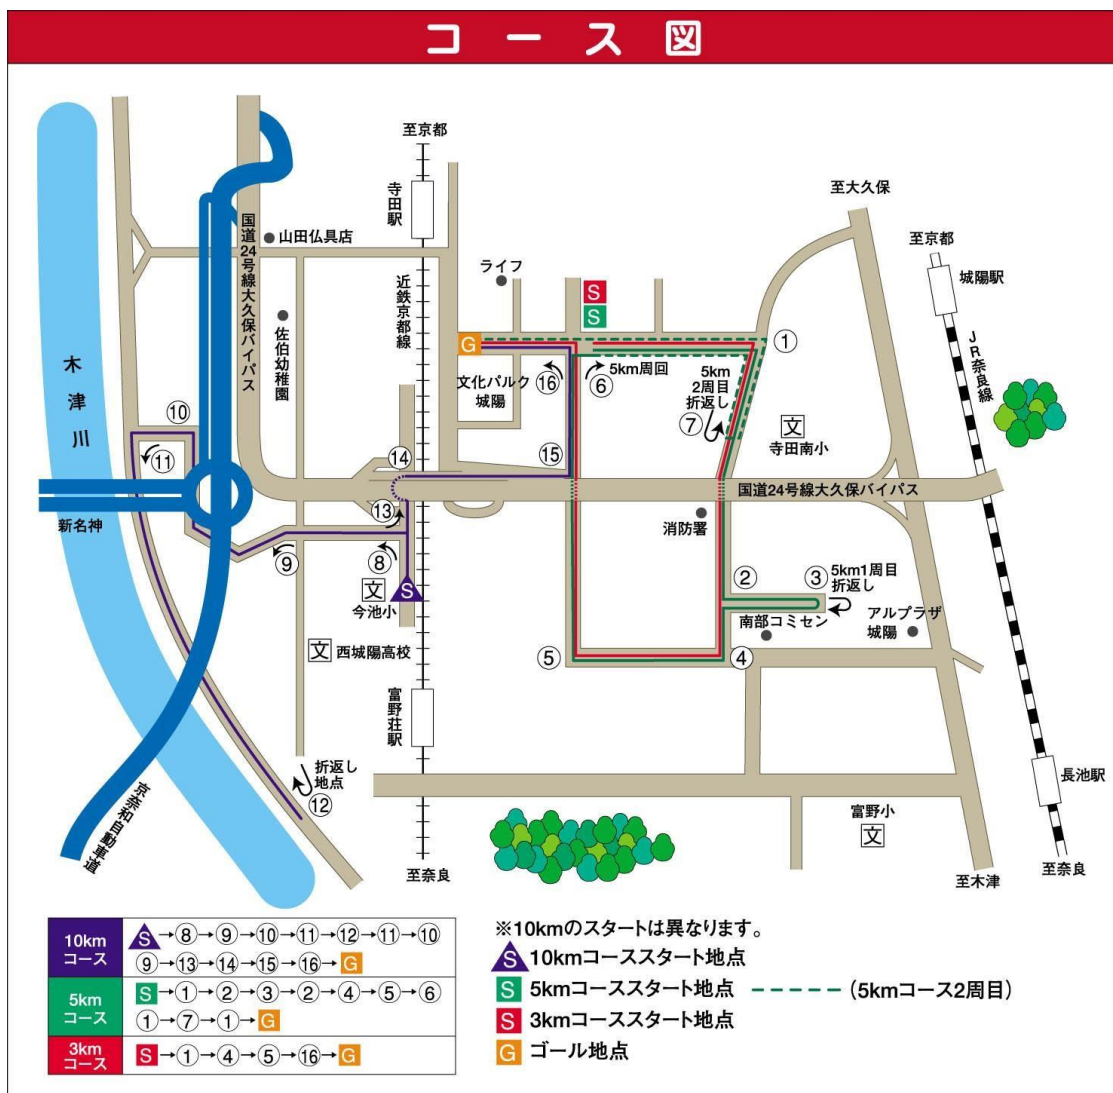 コース図
至京都
寺田駅
至大久保
至京都
城陽駅
国道24号線大久保バイパス
山田仏具店
ライフ
近鉄京都線
S
S
佐伯幼稚園
JR奈良線
木津川
G
①
文化パルク
城陽
⑯
⑥
5km周回
5km
2周目
折返し
⑦
文
寺田南小
⑩
⑪
⑭
⑮
国道24号線大久保バイパス
新名神
⑬
消防署
⑨
⑧
②
③
5km1周目
折返し
文
S
今池小
南部コミセン
アルプラザ
城陽
文
西城陽高校
⑤
④
富野荘駅
折返し
地点
⑫
長池駅
京奈和自動車道
富野小
文
至奈良
至木津
至奈良
10km
コース
S→⑧→⑨→⑩→⑪→⑫→⑪→⑩
⑨→⑬→⑭→⑮→⑯→G
5km
コース
S→①→②→③→②→④→⑤→⑥
①→⑦→①→G
3km
コース
S→①→④→⑤→⑯→G
※10kmのスタートは異なります。
S 10kmコーススタート地点
S 5kmコーススタート地点 (5kmコース2周目)
S 3kmコーススタート地点
G ゴール地点